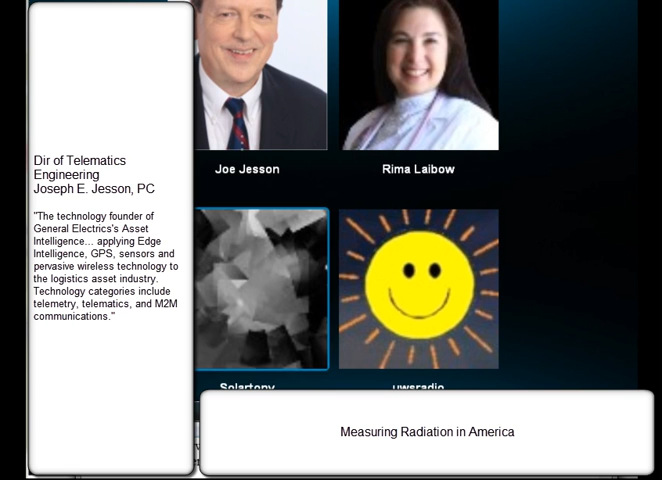 Dir of Telematics
Engineering
Joseph E. Jesson, PC
"The technology founder of
General Electrics's Asset
Intelligence... applying Edge
Intelligence, GPS, sensors and
pervasive wireless technology to
the logistics asset industry.
Technology categories include
telemetry, telematics, and M2M
communications."
Joe Jesson
Rima Laibow
Solartony
uwsradio
Measuring Radiation in America